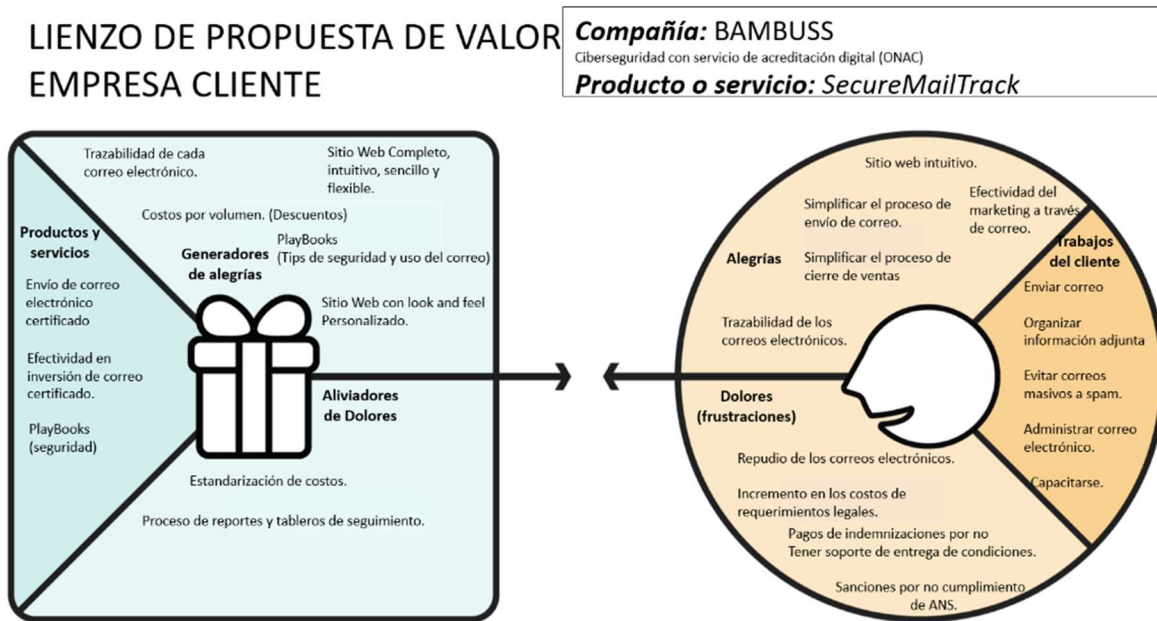 LIENZO DE PROPUESTA DE VALOR
EMPRESA CLIENTE
Compañía: BAMBUSS
Ciberseguridad con servicio de acreditación digital (ONAC)
Producto o servicio: SecureMailTrack
Trazabilidad de cada
correo electrónico.
Sitio Web Completo,
intuitivo, sencillo y
flexible.
Costos por volumen. (Descuentos)
Productos y
servicios
Generadores
de alegrías
PlayBooks
(Tips de seguridad y uso del correo)
Envío de correo
electrónico
certificado
Sitio Web con look and feel
Personalizado.
Efectividad en
inversión de correo
certificado.
PlayBooks
(seguridad)
Aliviadores
de Dolores
Estandarización de costos.
Proceso de reportes y tableros de seguimiento.
Sitio web intuitivo.
Simplificar el proceso de
envío de correo.
Efectividad del
marketing a través
de correo.
Alegrías
Simplificar el proceso de
cierre de ventas
Trazabilidad de los
correos electrónicos.
Trabajos
del cliente
Enviar correo
Organizar
información adjunta
Evitar correos
masivos a spam.
Administrar correo
electrónico.
Capacitarse.
Dolores
(frustraciones)
Repudio de los correos electrónicos.
Incremento en los costos de
requerimientos legales.
Pagos de indemnizaciones por no
Tener soporte de entrega de condiciones.
Sanciones por no cumplimiento
de ANS.